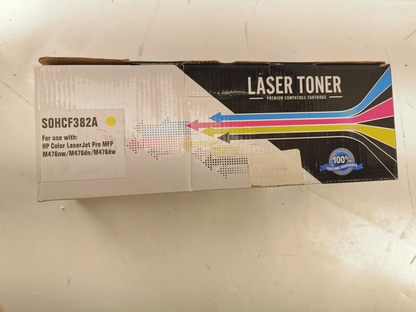 LASER TONER
PREMIUM COMPATIBLE CARTRIDGE
SOHCF382A
For use with:
HP Color LaserJet Pro MFP
M476nw/M476dn/M476dw
100%